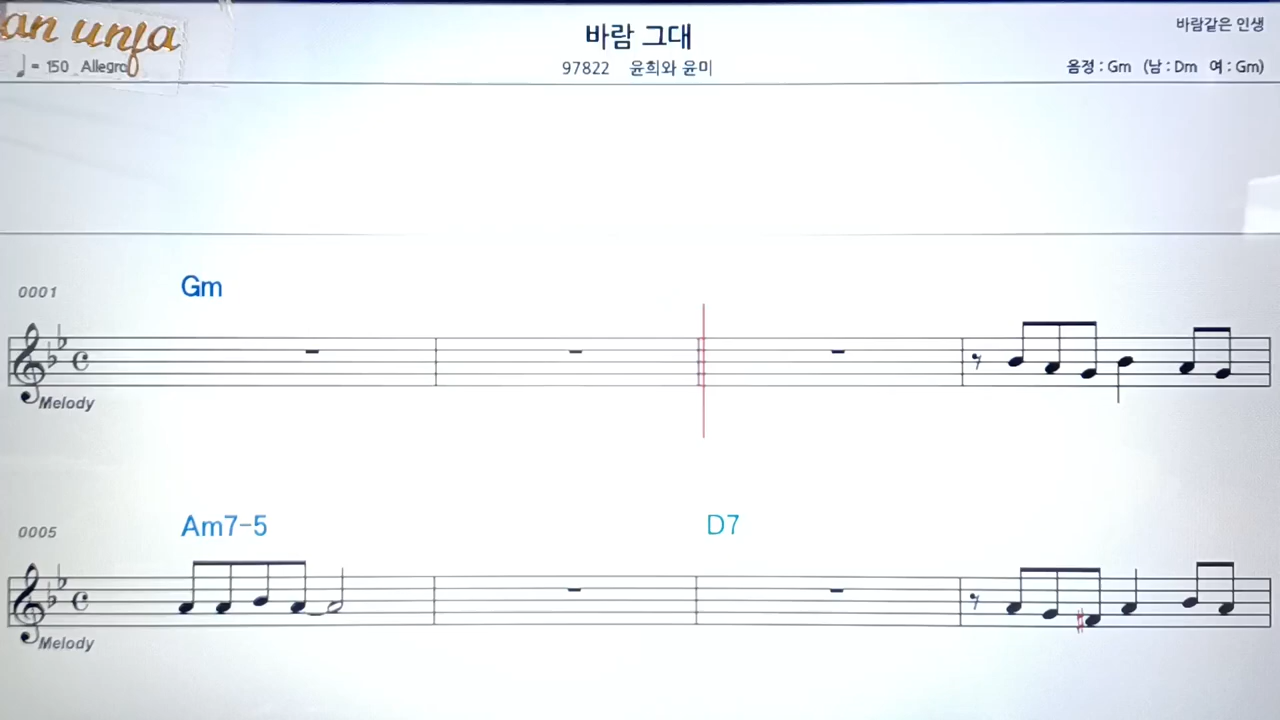 an unja
바람 그대
바람같은 인생
♩ = 150 Allegro
97822 윤희와 윤미
음정 : Gm (남 : Dm 여 : Gm)
0001
Gm
Melody
0005
Am7-5
D7
Melody